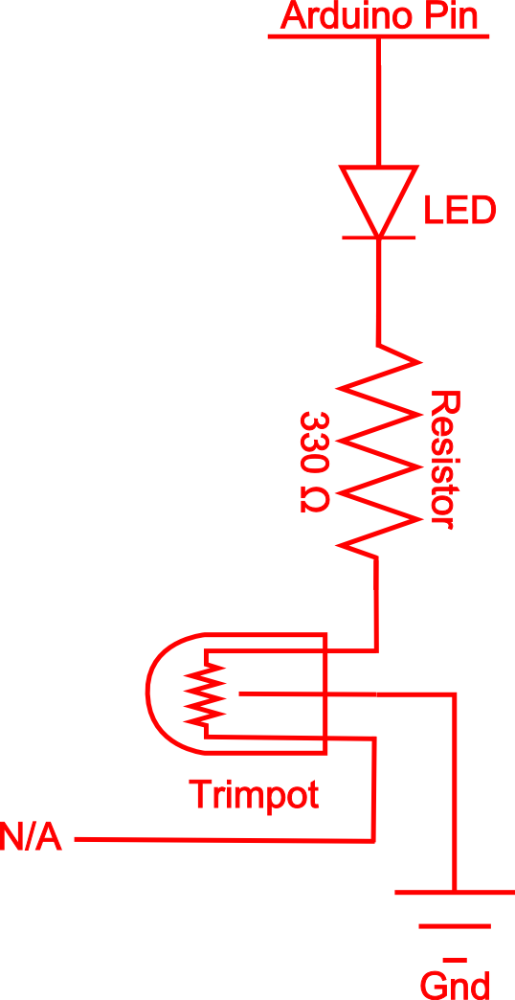 Arduino Pin
LED
Resistor
330 Ω
Trimpot
N/A
Gnd